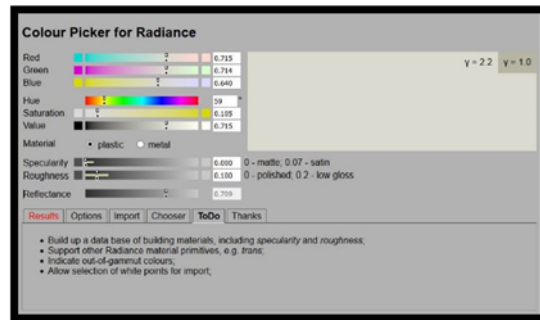 Colour Picker for Radiance
Red 0.715
Green 0.714
Blue 0.640
γ = 2.2 γ = 1.0
Hue 59 °
Saturation 0.105
Value 0.715
Material plastic metal
Specularity 0.000 0 - matte; 0.07 - satin
Roughness 0.100 0 - polished; 0.2 - low gloss
Reflectance 0.709
Results Options Import Chooser ToDo Thanks
• Build up a data base of building materials, including specularity and roughness;
• Support other Radiance material primitives, e.g. trans;
• Indicate out-of-gammut colours;
• Allow selection of white points for import;